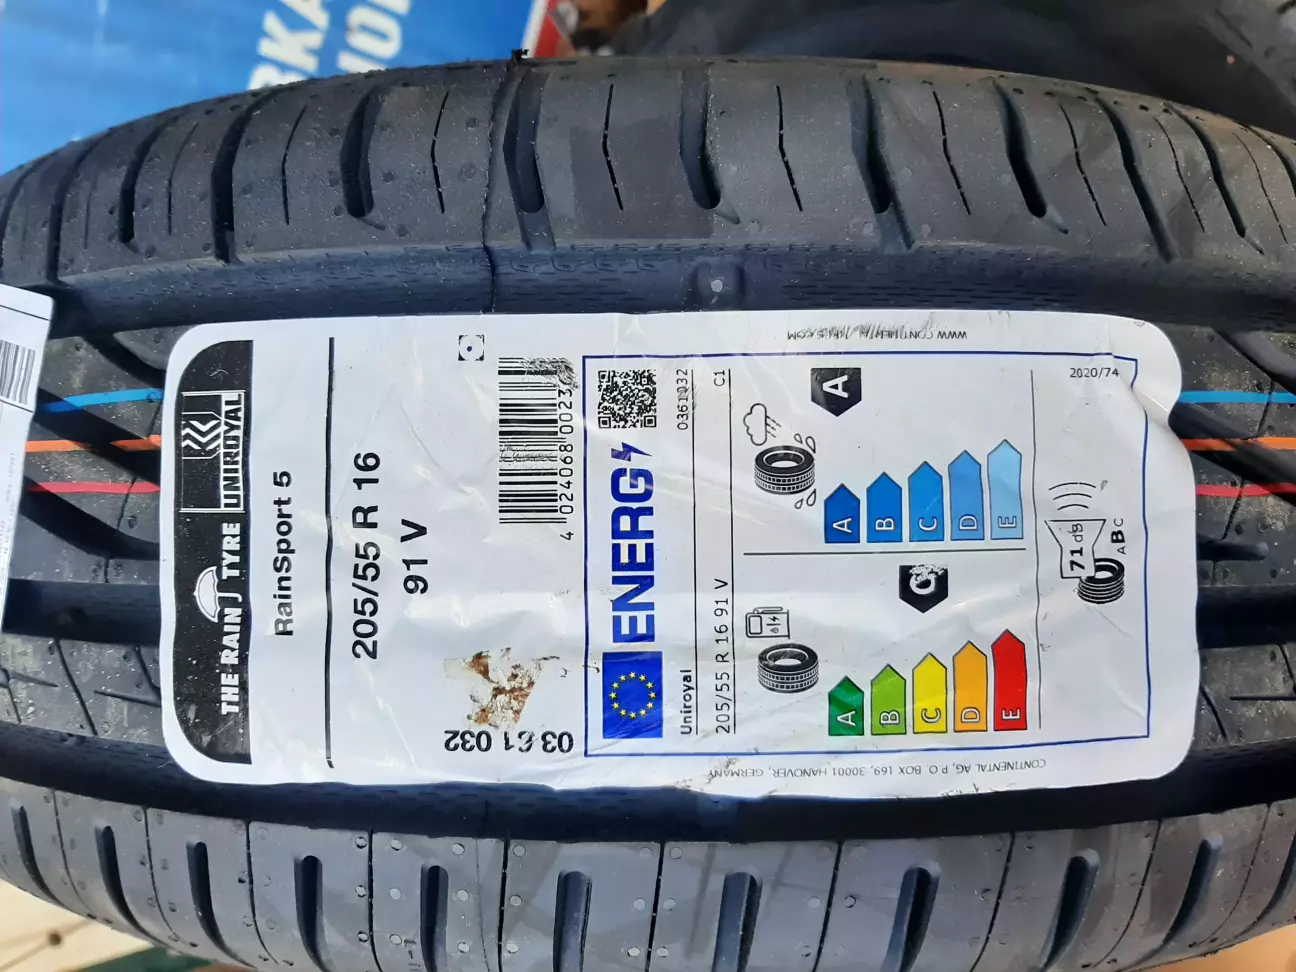 THE RAIN TYRE
UNIROYAL
RainSport 5
205/55 R 16
91 V
4 024068 00023
03 61 032
WWW.CONTINENTAL-TIRES.COM
ENERG
Uniroyal
0361032
205/55 R 16 91 V
C1
A
A
B
C
D
E
C
A
B
C
D
E
71 dB
ABC
2020/74
CONTINENTAL AG, P.O. BOX 169, 30001 HANOVER, GERMANY